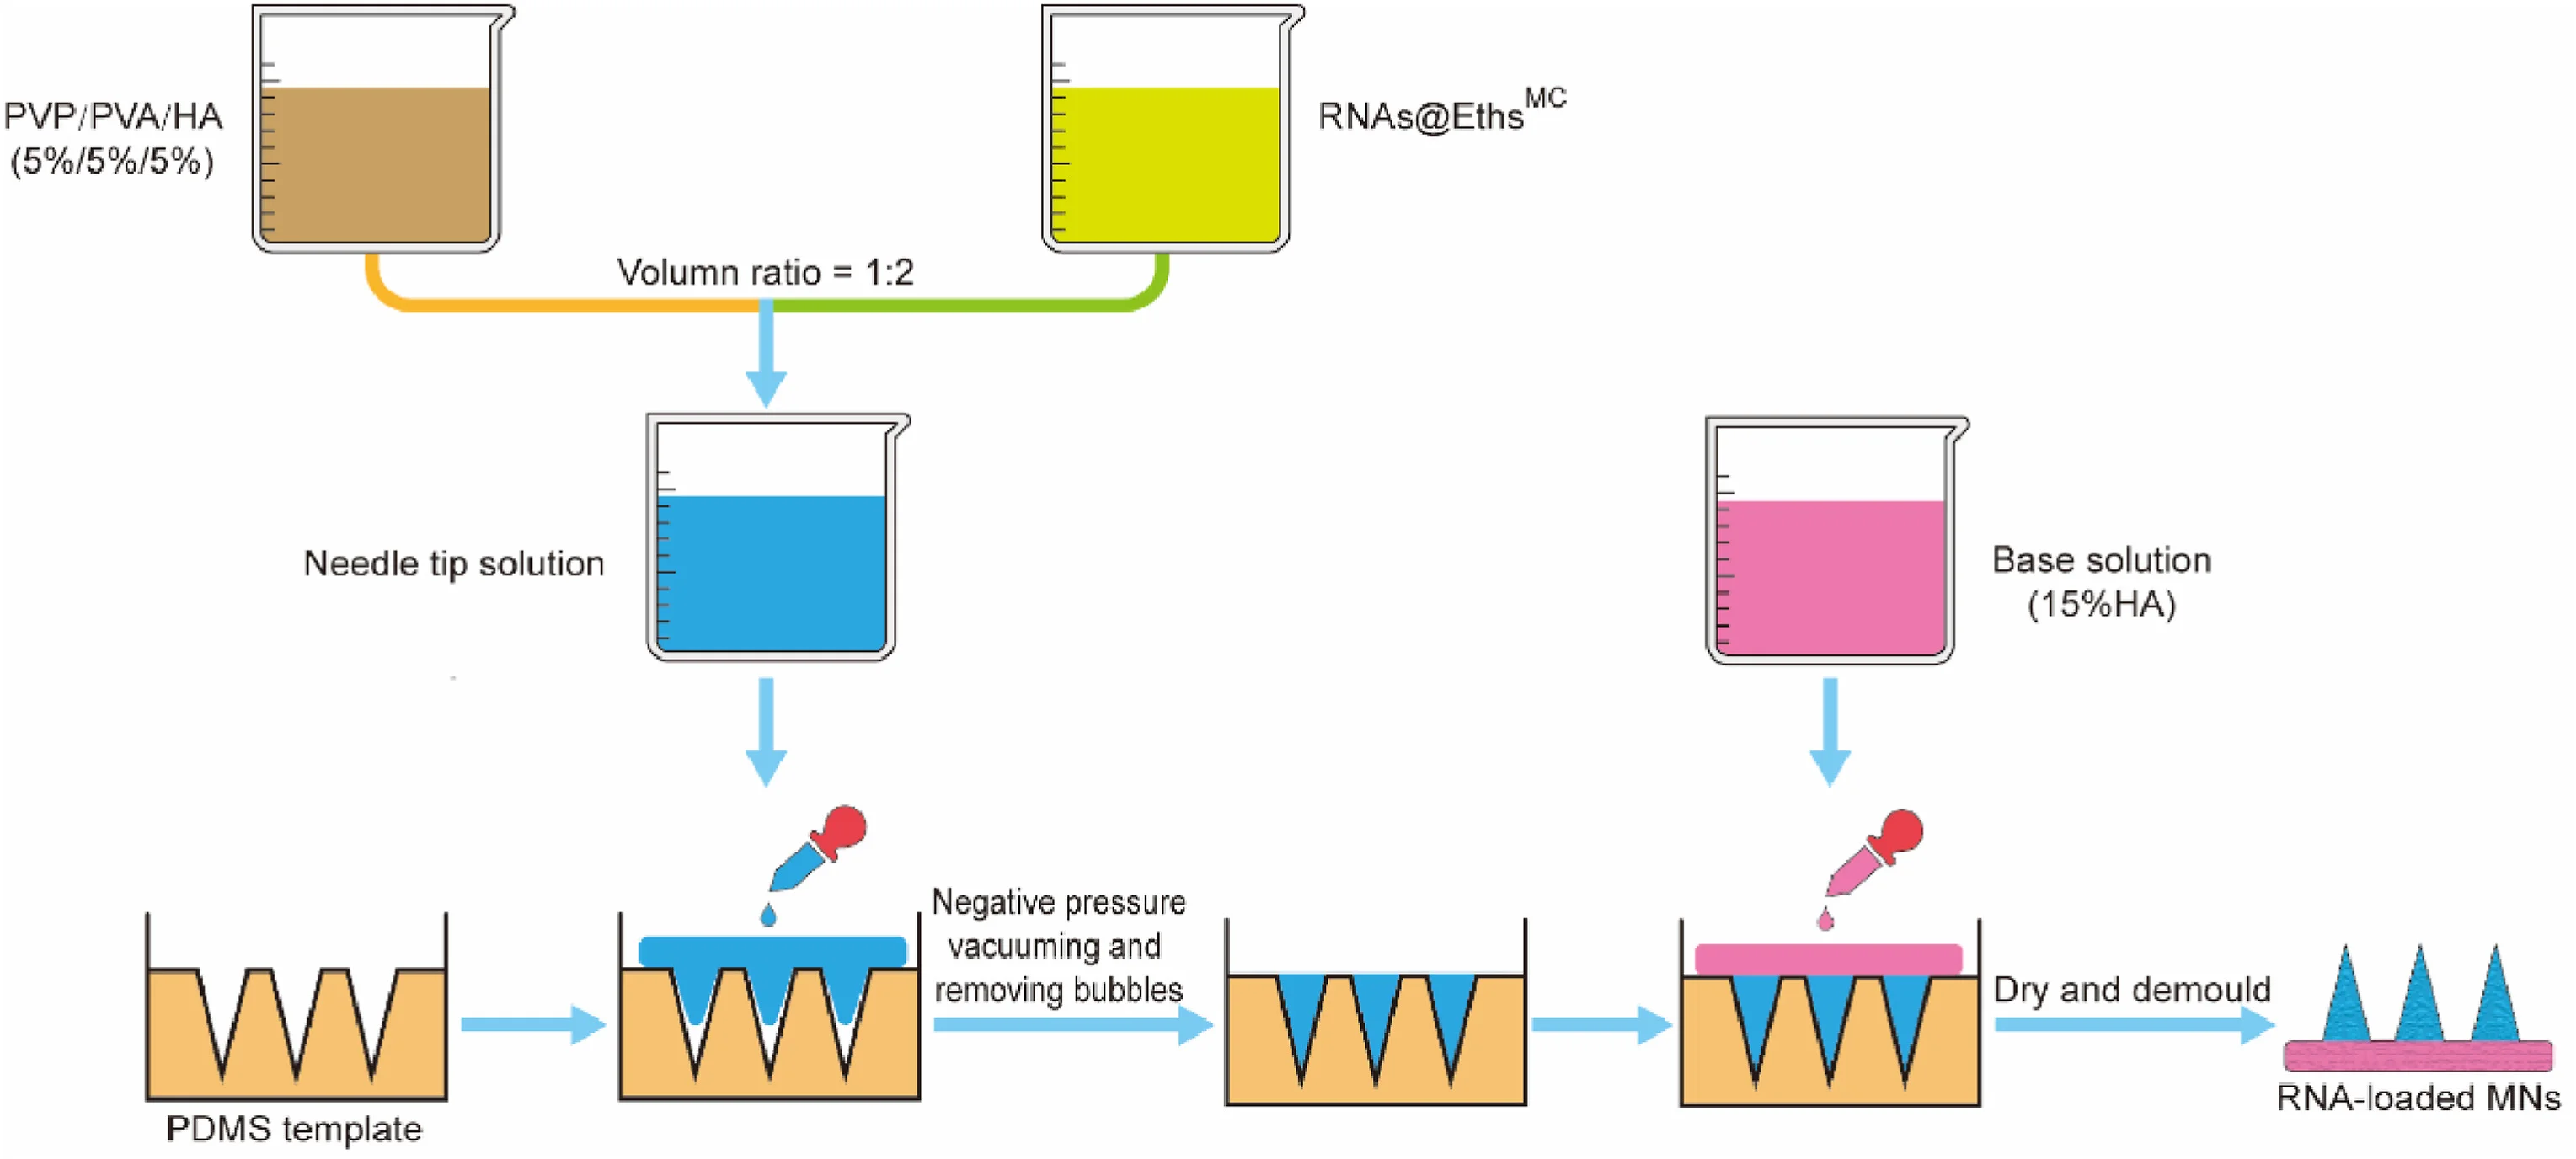 PVP/PVA/HA
(5%/5%/5%)
RNAs@Eths^MC
Volumn ratio = 1:2
Needle tip solution
Base solution
(15%HA)
Negative pressure
vacuuming and
removing bubbles
Dry and demould
PDMS template
RNA-loaded MNs